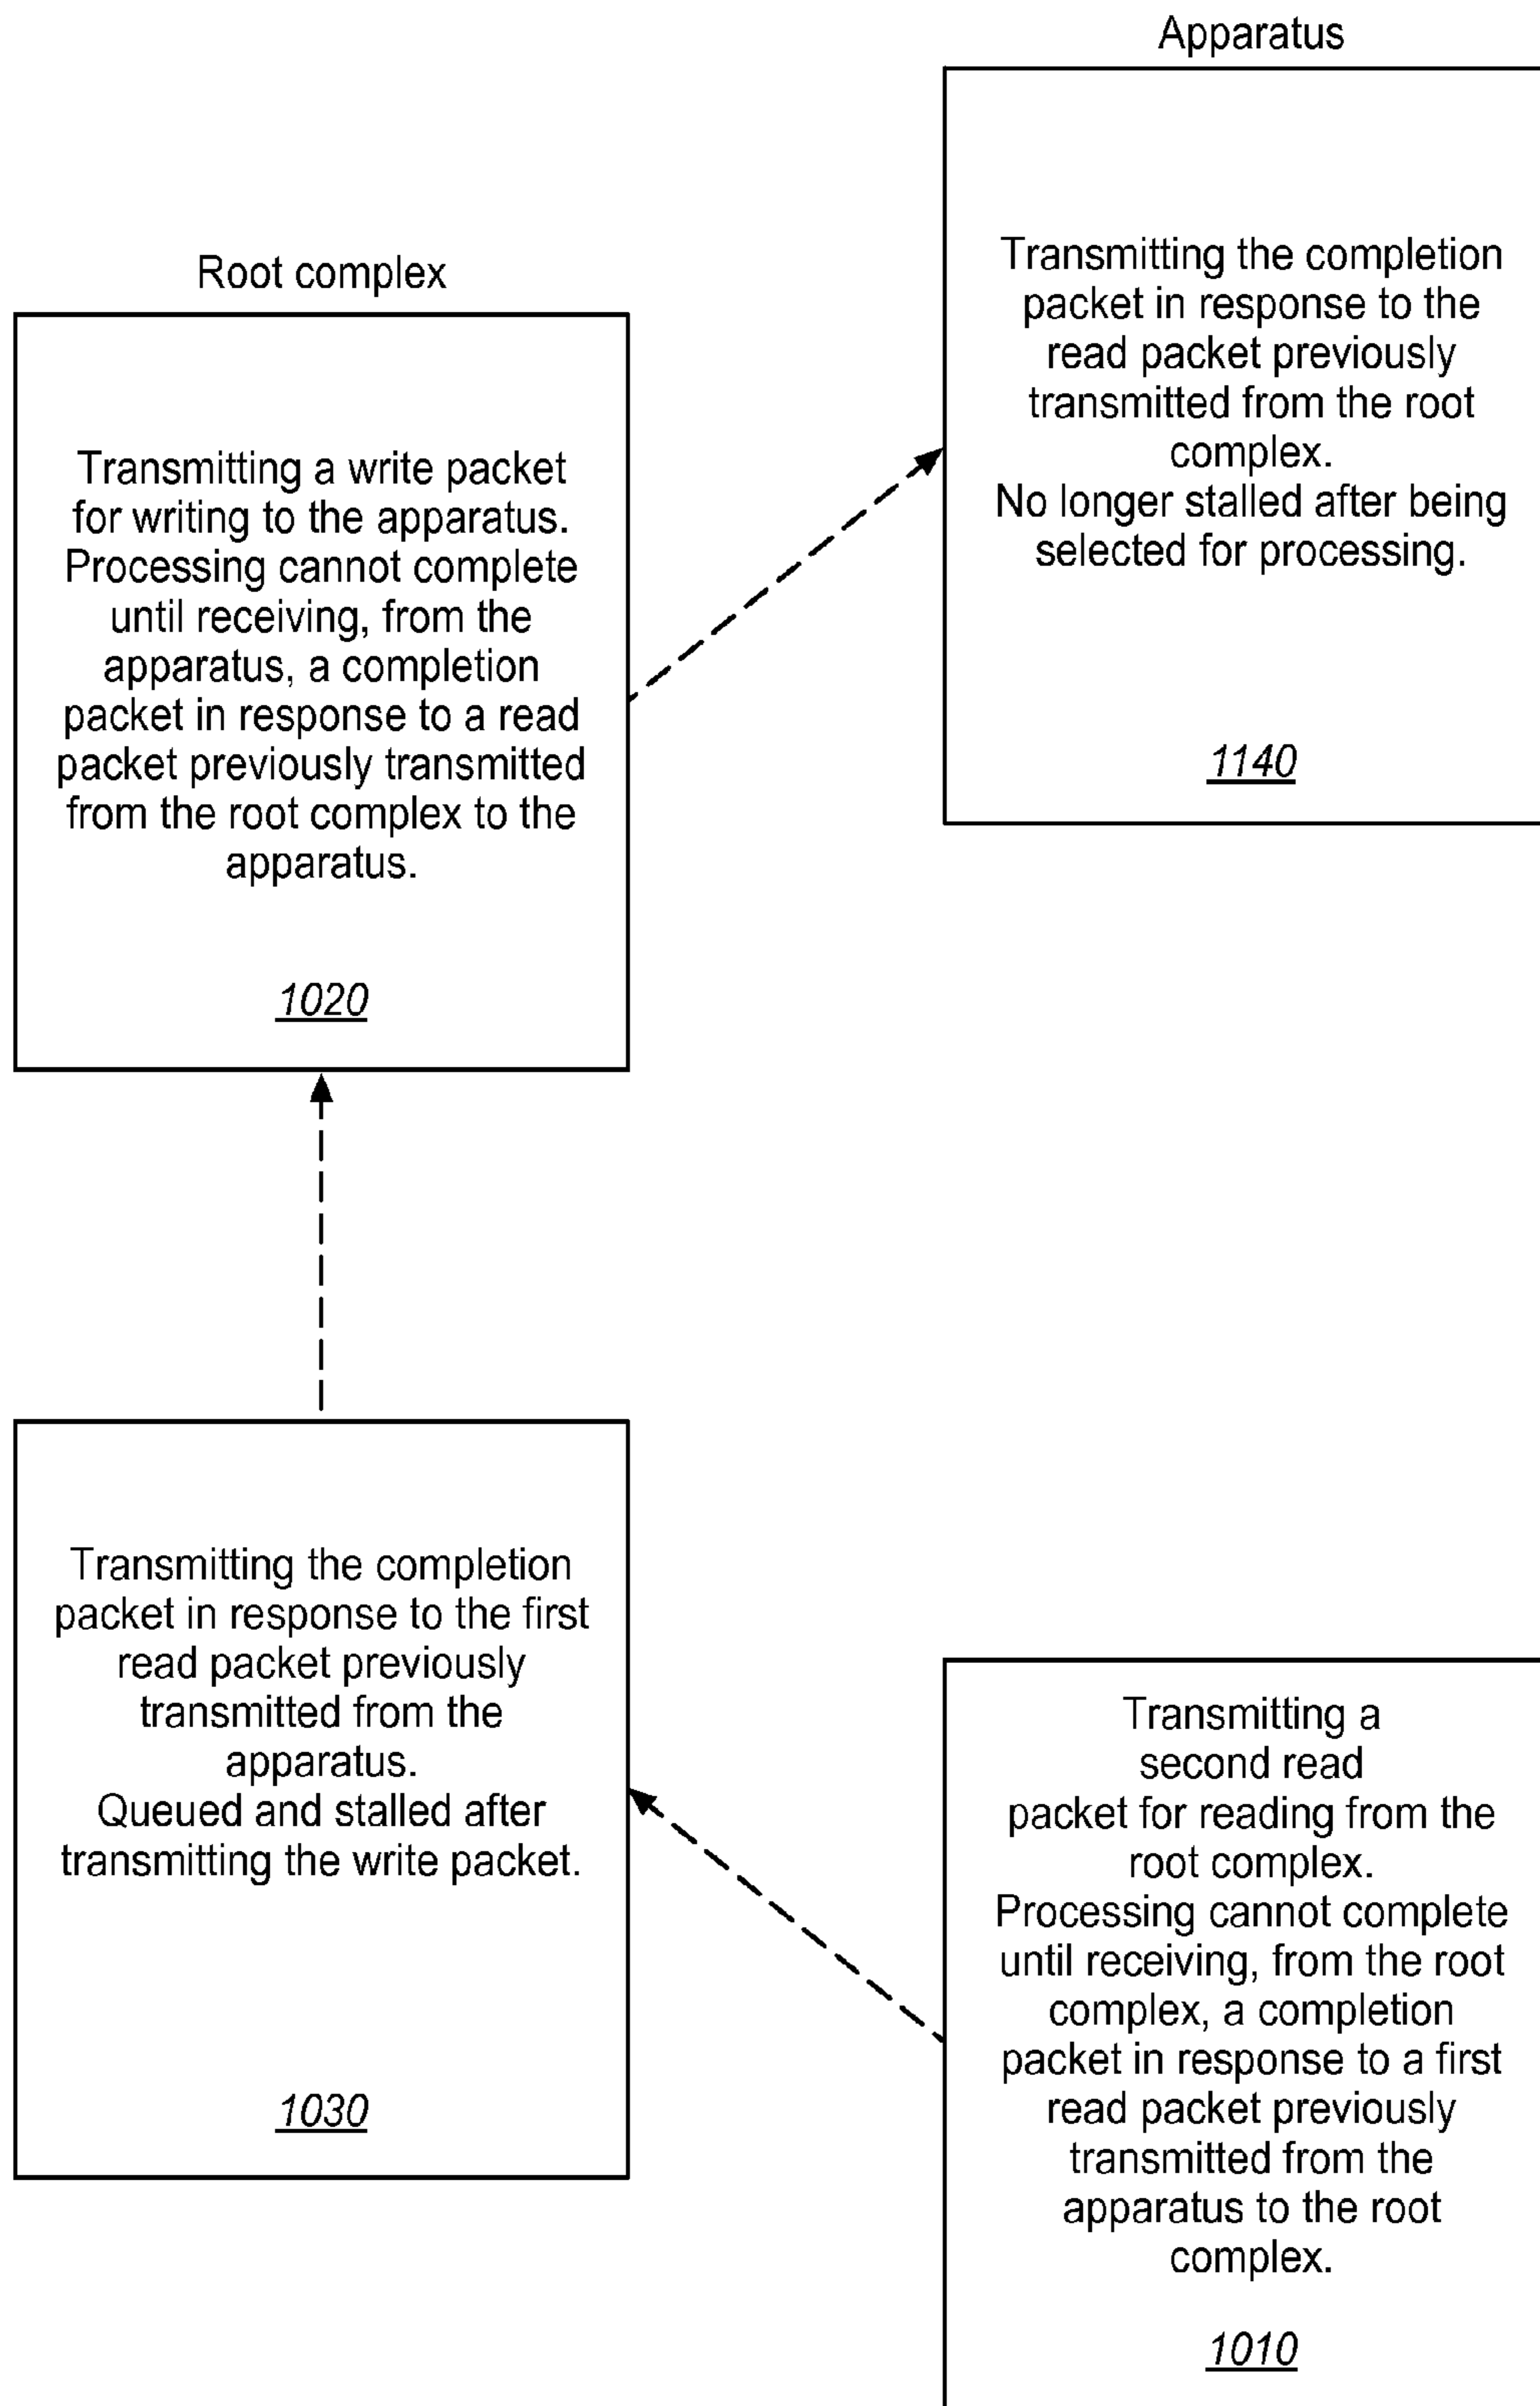 Apparatus
Transmitting the completion
packet in response to the
read packet previously
transmitted from the root
complex.
No longer stalled after being
selected for processing.
1140
Root complex
Transmitting a write packet
for writing to the apparatus.
Processing cannot complete
until receiving, from the
apparatus, a completion
packet in response to a read
packet previously transmitted
from the root complex to the
apparatus.
1020
Transmitting the completion
packet in response to the first
read packet previously
transmitted from the
apparatus.
Queued and stalled after
transmitting the write packet.
1030
Transmitting a
second read
packet for reading from the
root complex.
Processing cannot complete
until receiving, from the root
complex, a completion
packet in response to a first
read packet previously
transmitted from the
apparatus to the root
complex.
1010